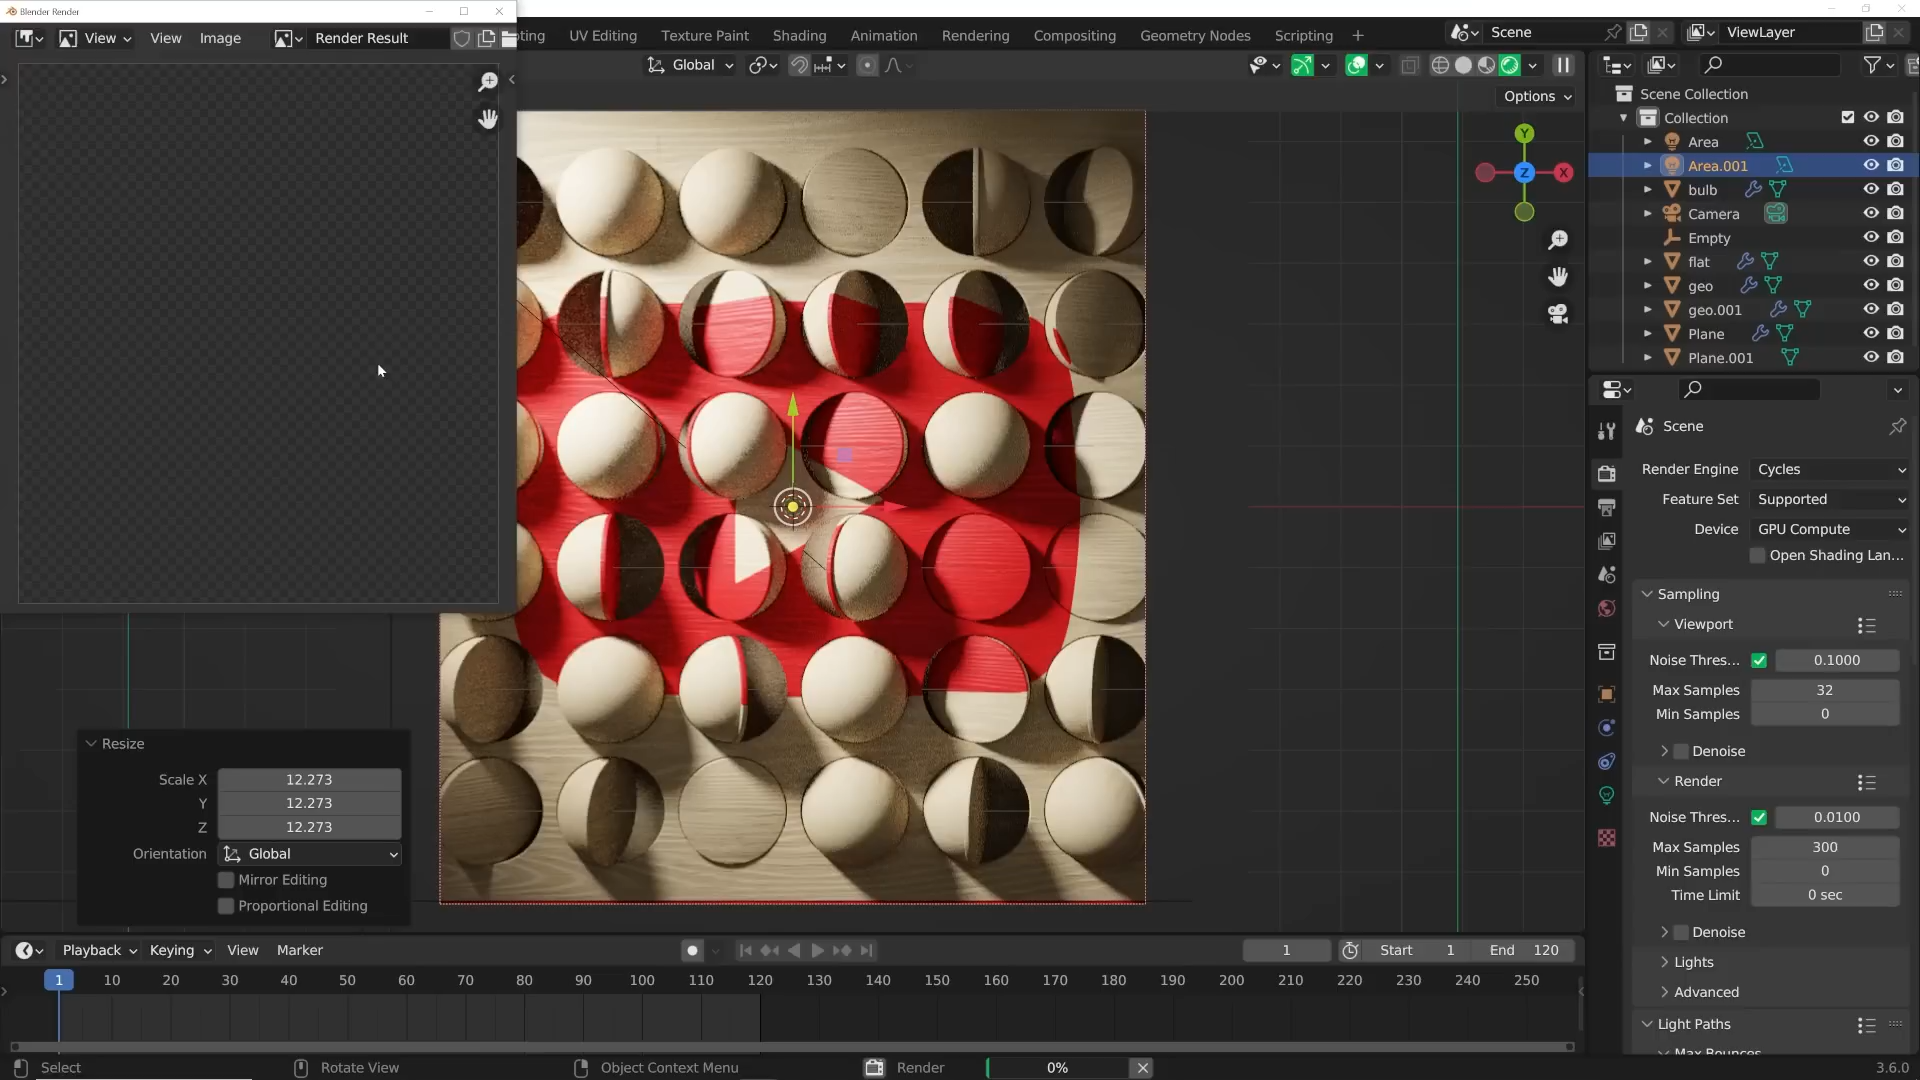 Blender Render
View
View
Image
Render Result
ting
UV Editing
Texture Paint
Shading
Animation
Rendering
Compositing
Geometry Nodes
Scripting
+
Scene
ViewLayer
Global
Options
Y
Z
X
Scene Collection
Collection
Area
Area.001
bulb
Camera
Empty
flat
geo
geo.001
Plane
Plane.001
Scene
Render Engine Cycles
Feature Set Supported
Device GPU Compute
Open Shading Lan...
Sampling
Viewport
Noise Thres... 0.1000
Max Samples 32
Min Samples 0
Denoise
Render
Noise Thres... 0.0100
Max Samples 300
Min Samples 0
Time Limit 0 sec
Denoise
Lights
Advanced
Light Paths
Max Bounces
Resize
Scale X 12.273
Y 12.273
Z 12.273
Orientation Global
Mirror Editing
Proportional Editing
Playback
Keying
View
Marker
1
Start 1
End 120
1 10 20 30 40 50 60 70 80 90 100 110 120 130 140 150 160 170 180 190 200 210 220 230 240 250
Select
Rotate View
Object Context Menu
Render
0%
3.6.0